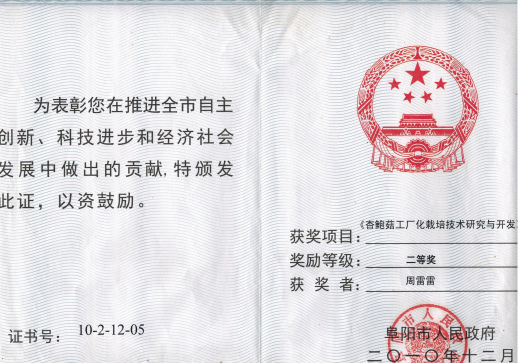 为表彰您在推进全市自主
创新、科技进步和经济社会
发展中做出的贡献,特颁发
此证，以资鼓励。
证书号：10-2-12-05
获奖项目：《杏鲍菇工厂化栽培技术研究与开发》
奖励等级：二等奖
获奖者：周雷雷
阜阳市人民政府
二〇一〇年十二月